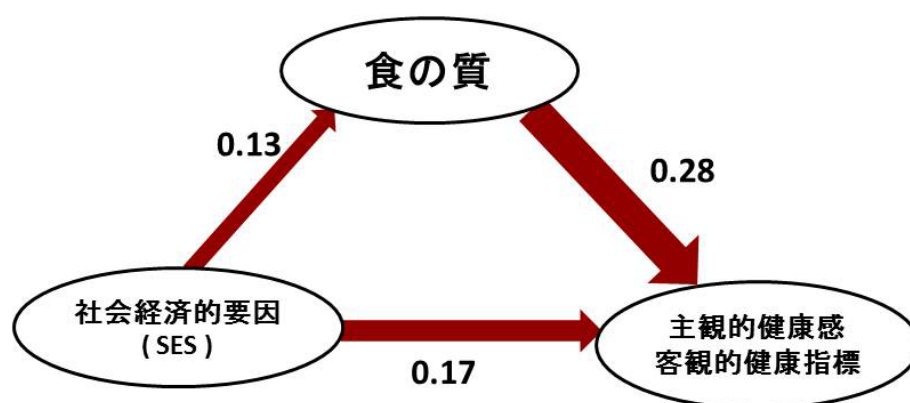 食の質
0.13
0.28
社会経済的要因
( SES )
0.17
主観的健康感
客観的健康指標